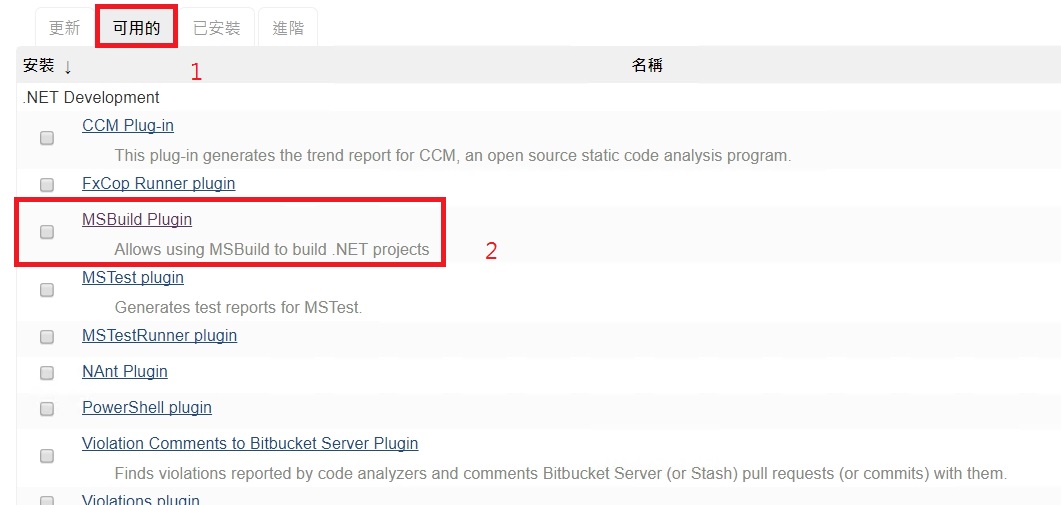 更新 可用的 已安裝 進階
1
安裝 ↓ 名稱
.NET Development
CCM Plug-in
This plug-in generates the trend report for CCM, an open source static code analysis program.
FxCop Runner plugin
MSBuild Plugin
Allows using MSBuild to build .NET projects
2
MSTest plugin
Generates test reports for MSTest.
MSTestRunner plugin
NAnt Plugin
PowerShell plugin
Violation Comments to Bitbucket Server Plugin
Finds violations reported by code analyzers and comments Bitbucket Server (or Stash) pull requests (or commits) with them.
Violations plugin